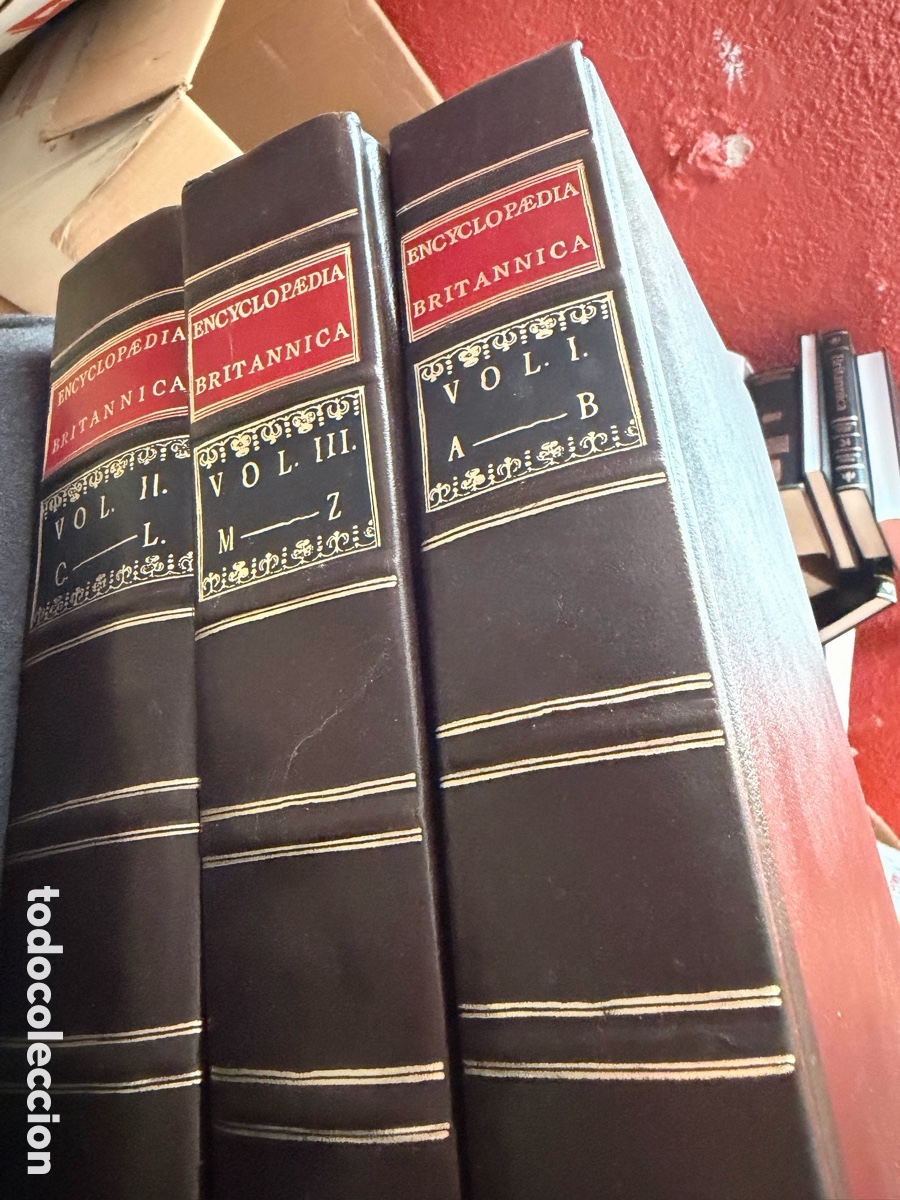 ENCYCLOPÆDIA
BRITANNICA
VOL. II.
C — L.
ENCYCLOPÆDIA
BRITANNICA
VOL. III.
M — Z
ENCYCLOPÆDIA
BRITANNICA
VOL. I.
A — B
todocoleccion